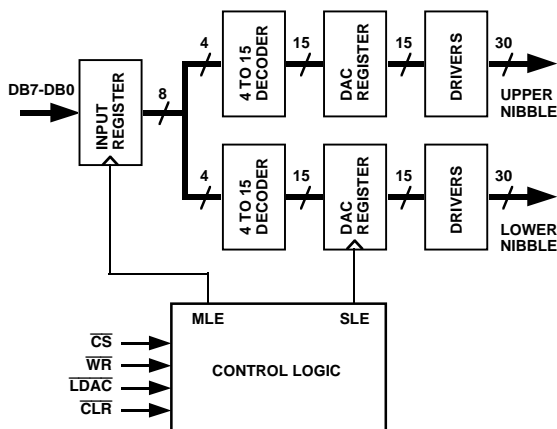 4
15
15
30
4 TO 15
DECODER
DAC
REGISTER
DRIVERS
UPPER
NIBBLE
DB7-DB0
INPUT
REGISTER
8
4
15
15
30
4 TO 15
DECODER
DAC
REGISTER
DRIVERS
LOWER
NIBBLE
MLE
SLE
CS
WR
LDAC
CLR
CONTROL LOGIC